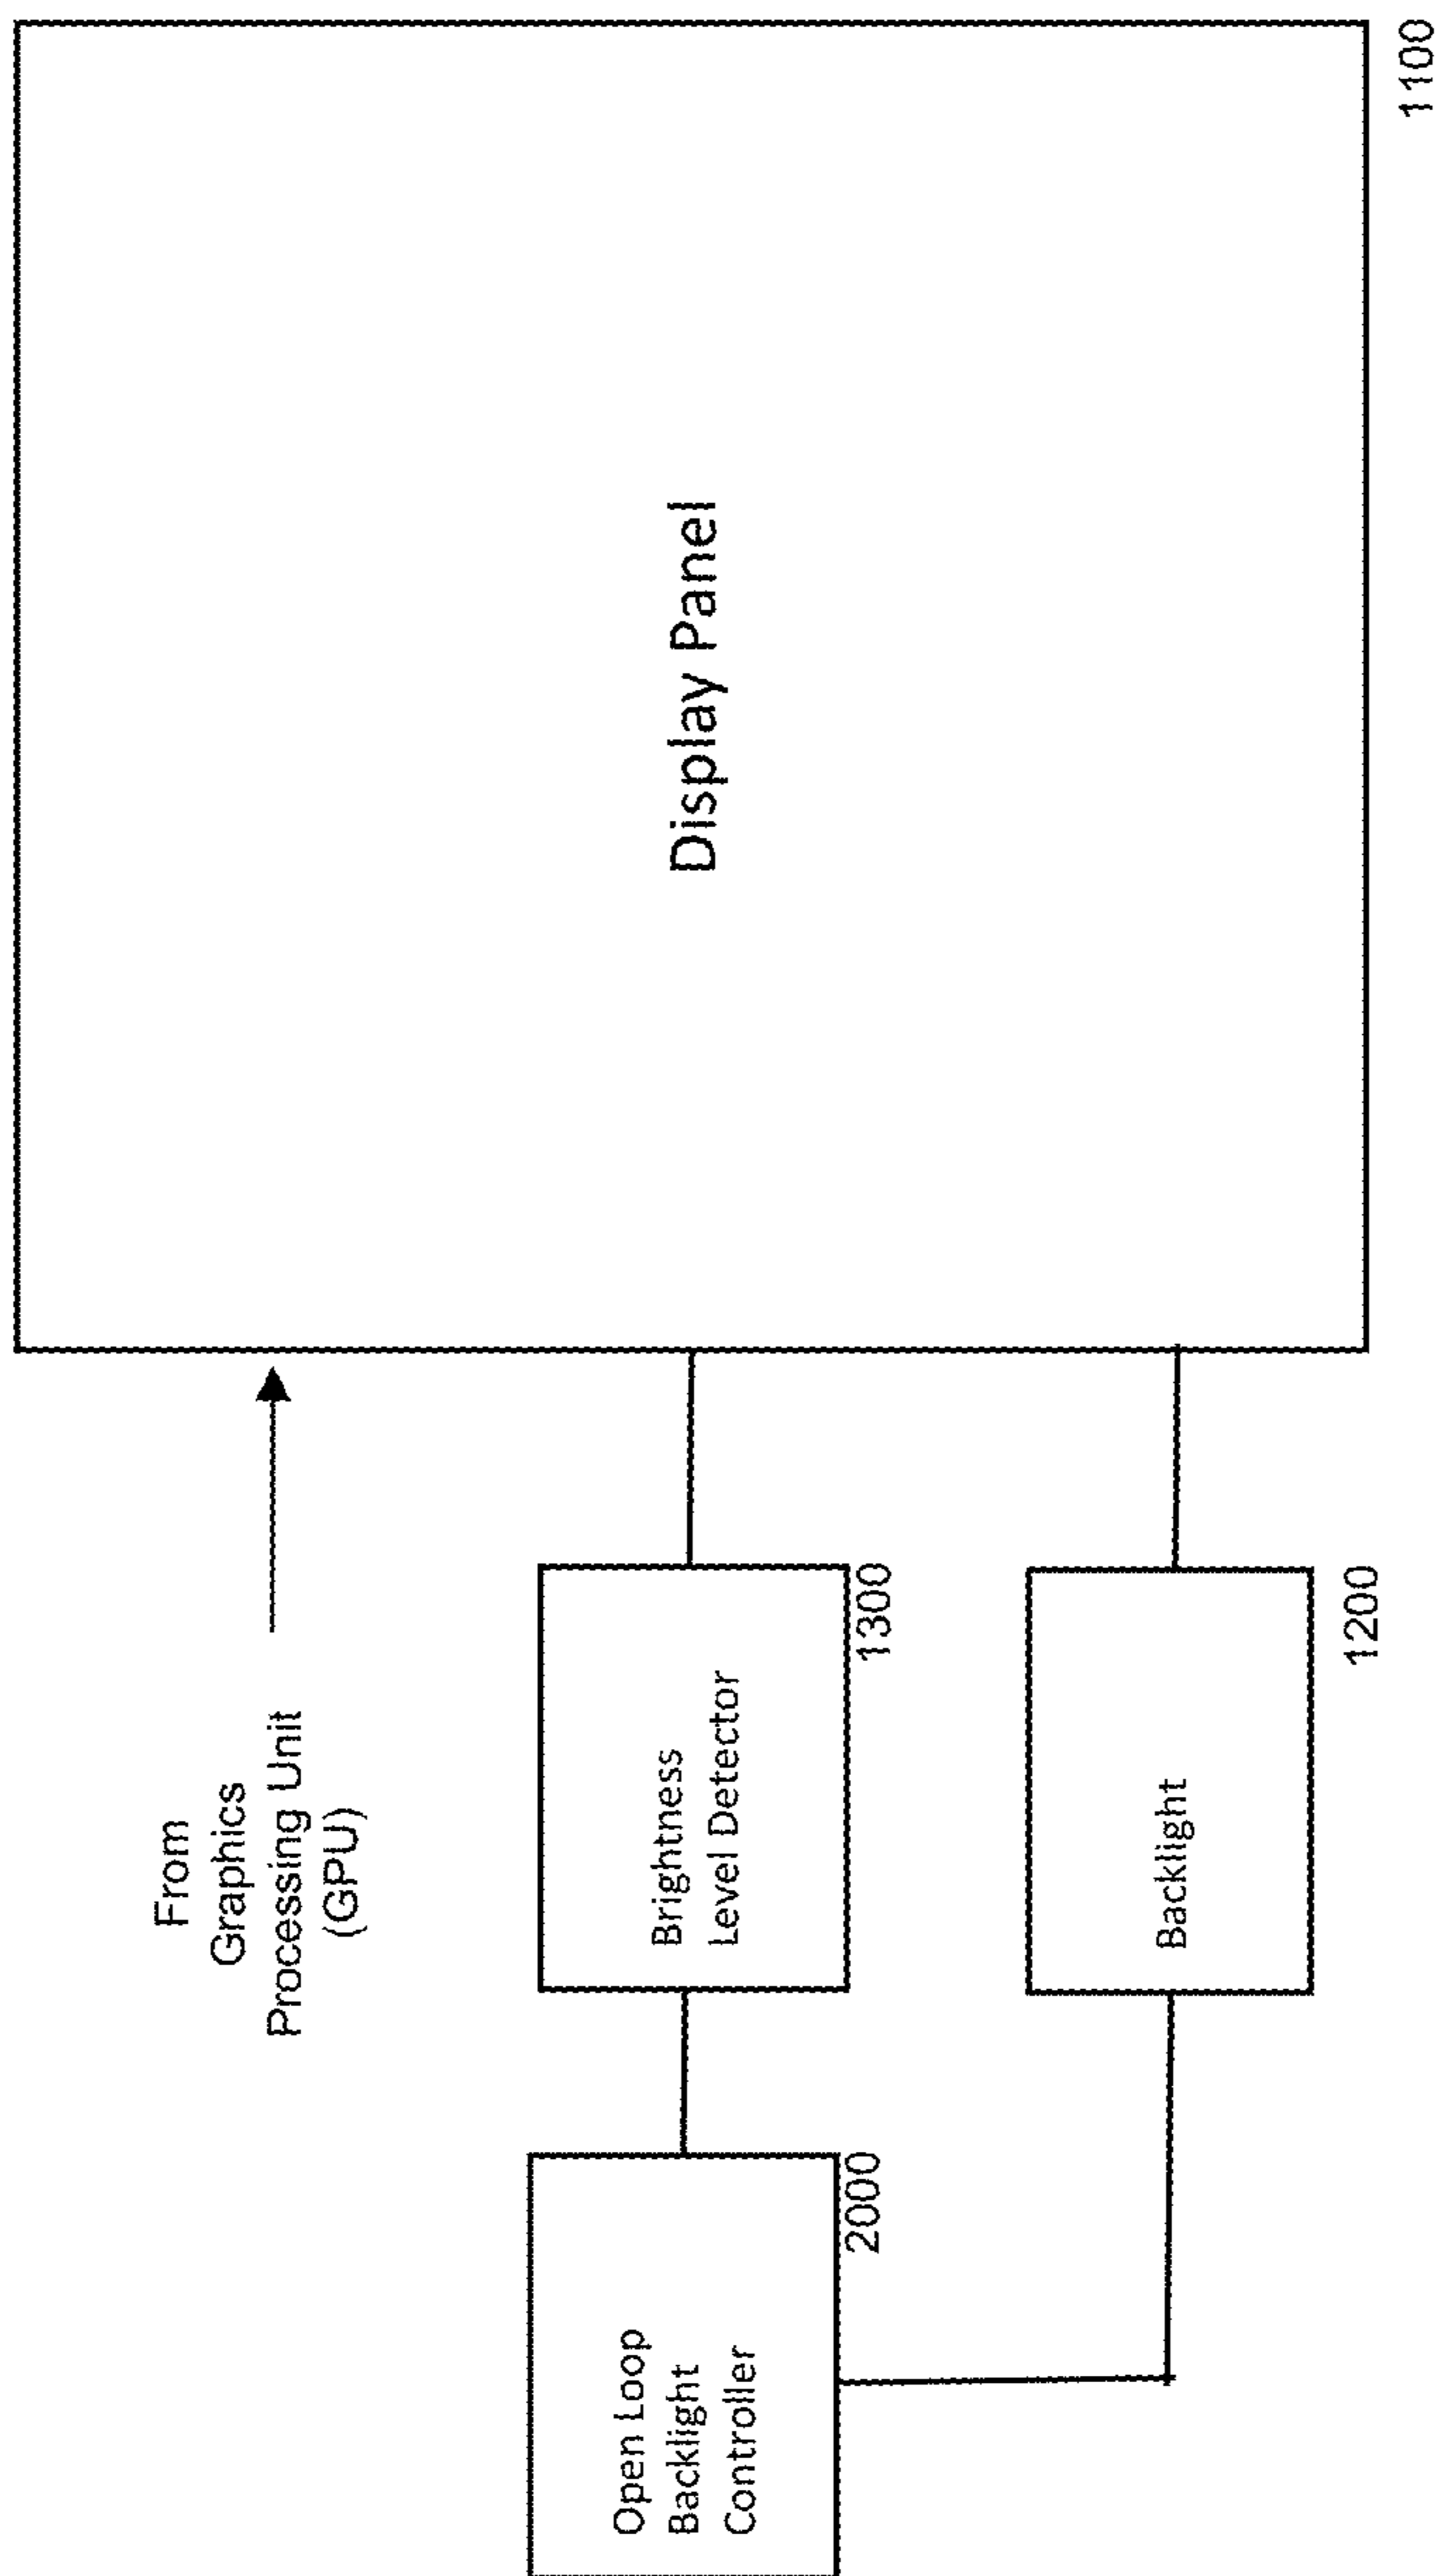 From
Graphics
Processing Unit
(GPU)
Open Loop
Backlight
Controller
2000
Brightness
Level Detector
1300
Display Panel
Backlight
1200
1100